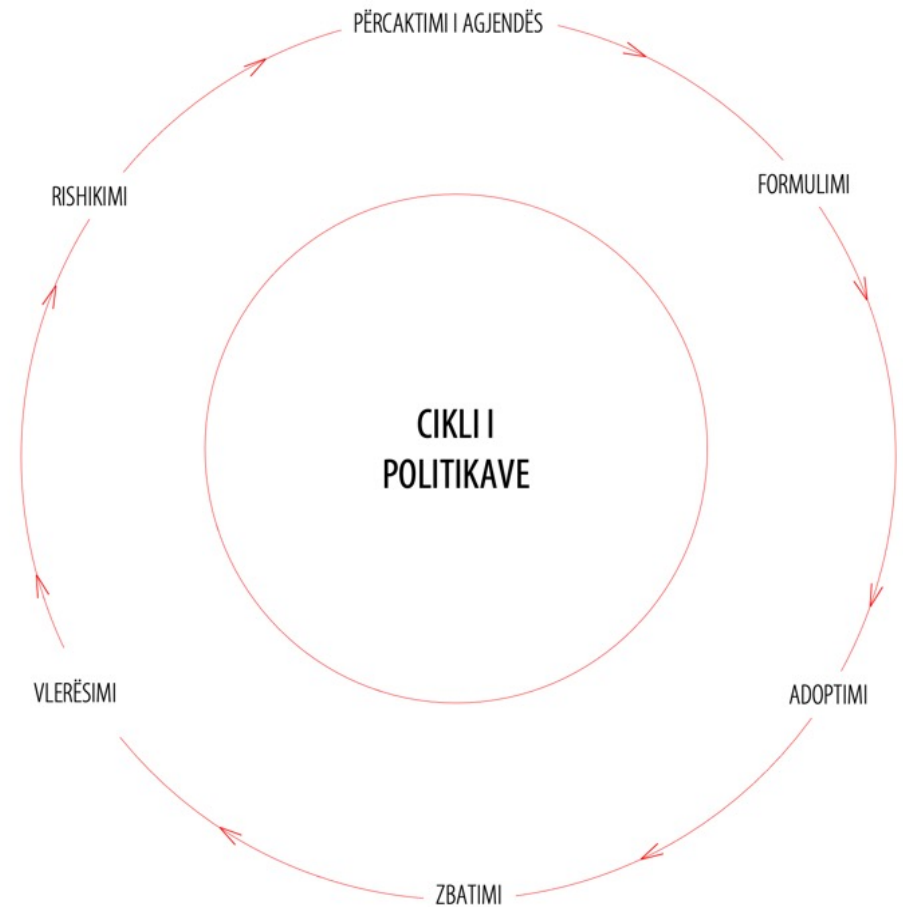 PËRCAKTIMI I AGJENDËS
FORMULIMI
ADOPTIMI
ZBATIMI
VLERËSIMI
RISHIKIMI
CIKLI I
POLITIKAVE